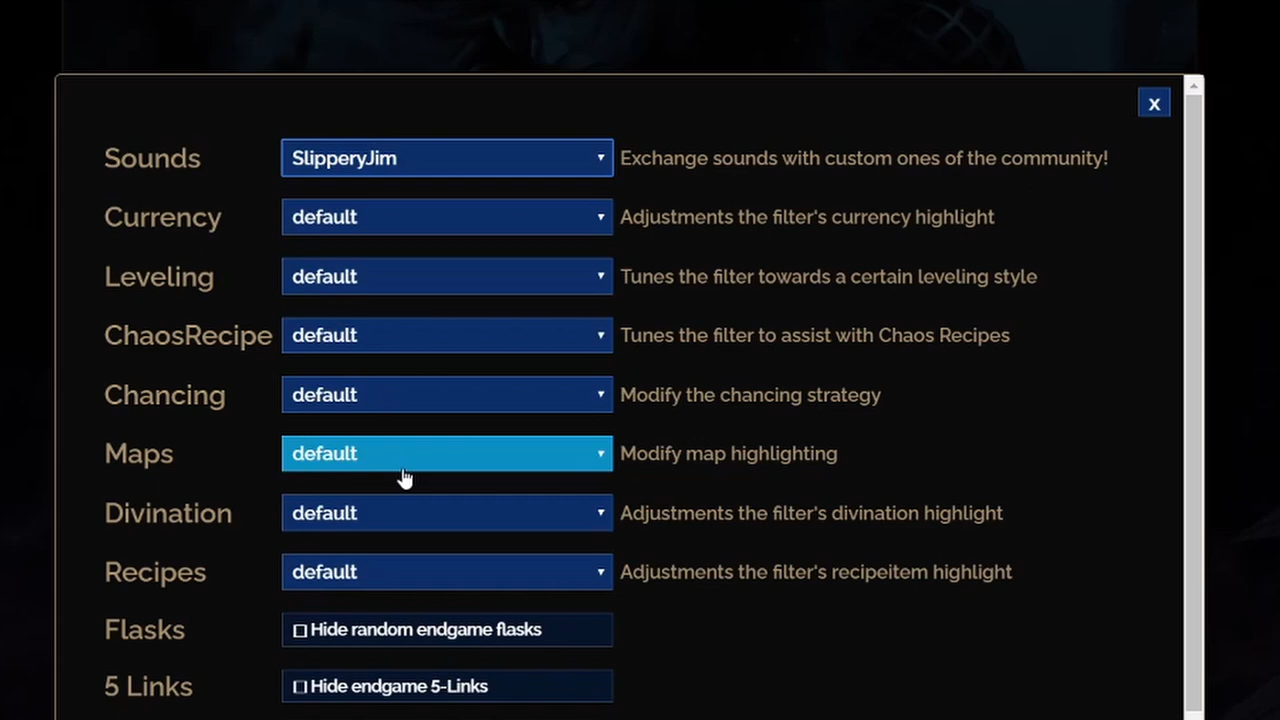 x
Sounds SlipperyJim Exchange sounds with custom ones of the community!
Currency default Adjustments the filter's currency highlight
Leveling default Tunes the filter towards a certain leveling style
ChaosRecipe default Tunes the filter to assist with Chaos Recipes
Chancing default Modify the chancing strategy
Maps default Modify map highlighting
Divination default Adjustments the filter's divination highlight
Recipes default Adjustments the filter's recipeitem highlight
Flasks Hide random endgame flasks
5 Links Hide endgame 5-Links